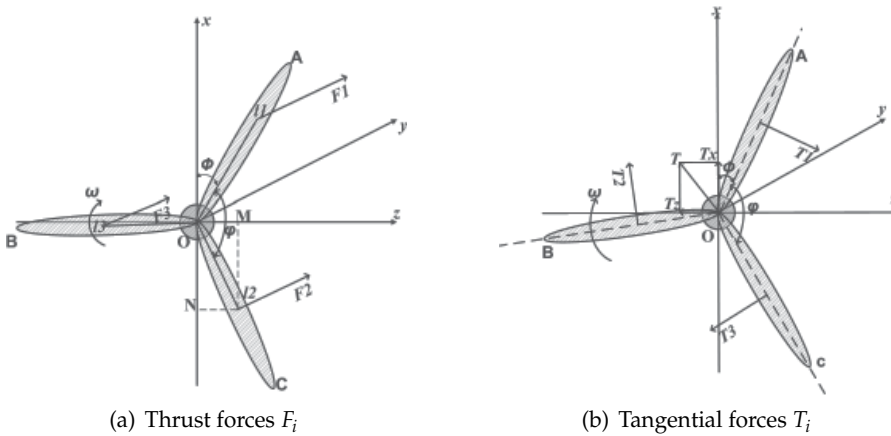 x
A
F1
l1
y
Φ
ω
F3
M
z
B
l3
O
φ
N
l2
F2
C
(a) Thrust forces Fᵢ
x
A
T
Tx
Φ
T1
y
T2
ω
Tz
φ
O
B
T3
c
(b) Tangential forces Tᵢ